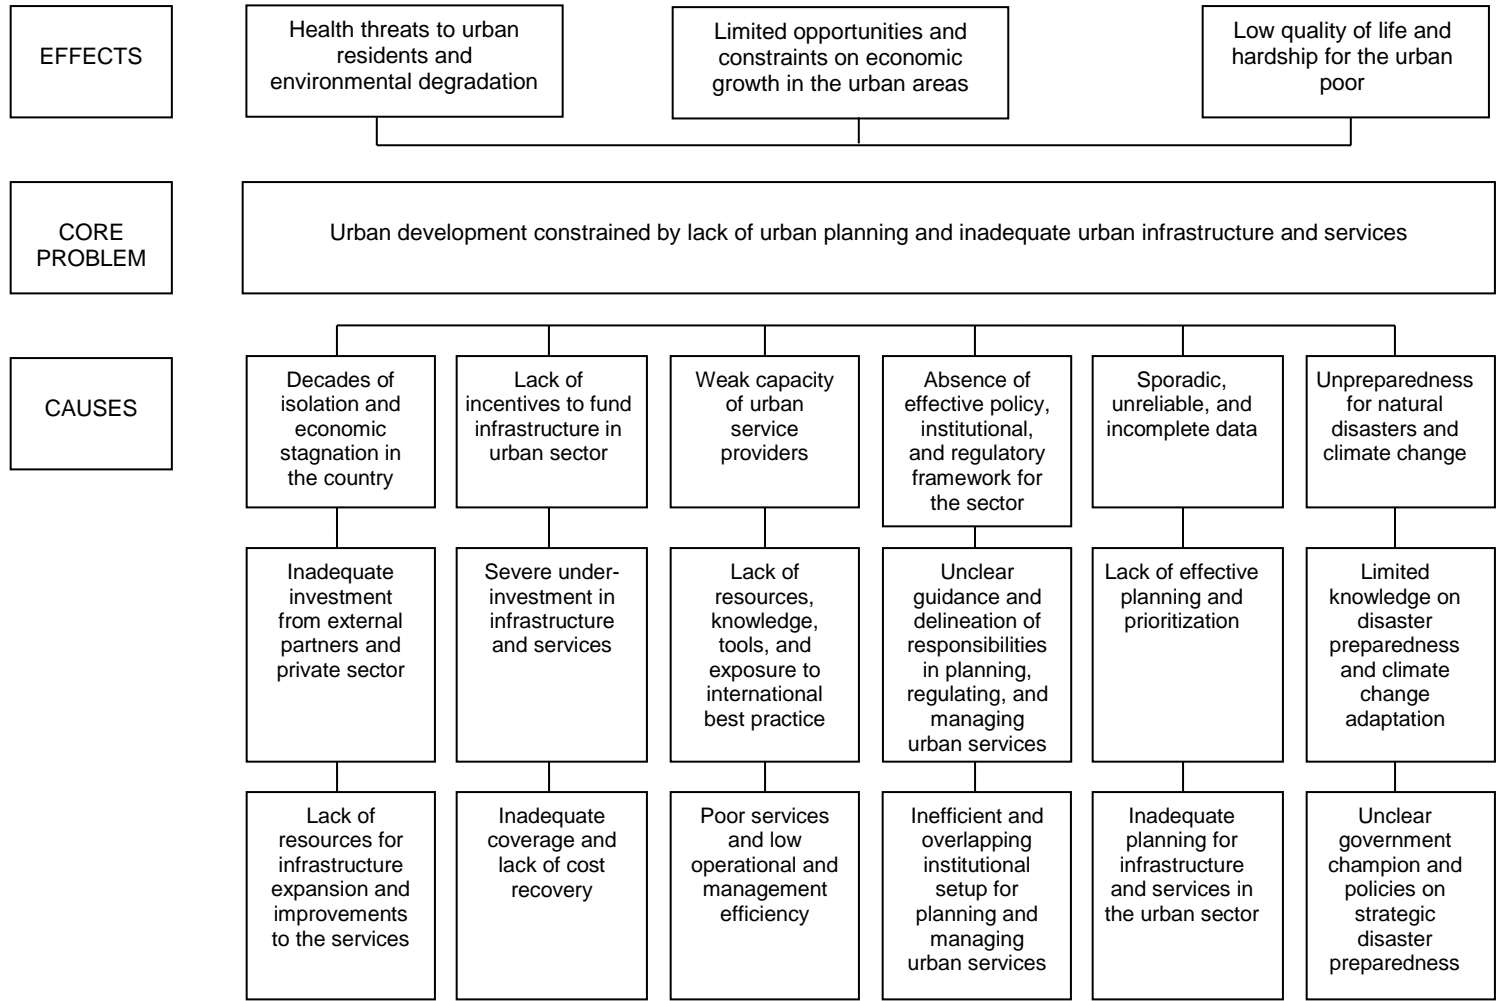 EFFECTS
Health threats to urban
residents and
environmental degradation
Limited opportunities and
constraints on economic
growth in the urban areas
Low quality of life and
hardship for the urban
poor
CORE
PROBLEM
Urban development constrained by lack of urban planning and inadequate urban infrastructure and services
CAUSES
Decades of
isolation and
economic
stagnation in
the country
Lack of
incentives to fund
infrastructure in
urban sector
Weak capacity
of urban
service
providers
Absence of
effective policy,
institutional,
and regulatory
framework for
the sector
Sporadic,
unreliable, and
incomplete data
Unpreparedness
for natural
disasters and
climate change
Inadequate
investment
from external
partners and
private sector
Severe under-
investment in
infrastructure
and services
Lack of
resources,
knowledge,
tools, and
exposure to
international
best practice
Unclear
guidance and
delineation of
responsibilities
in planning,
regulating, and
managing
urban services
Lack of effective
planning and
prioritization
Limited
knowledge on
disaster
preparedness
and climate
change
adaptation
Lack of
resources for
infrastructure
expansion and
improvements
to the services
Inadequate
coverage and
lack of cost
recovery
Poor services
and low
operational and
management
efficiency
Inefficient and
overlapping
institutional
setup for
planning and
managing
urban services
Inadequate
planning for
infrastructure
and services in
the urban sector
Unclear
government
champion and
policies on
strategic
disaster
preparedness